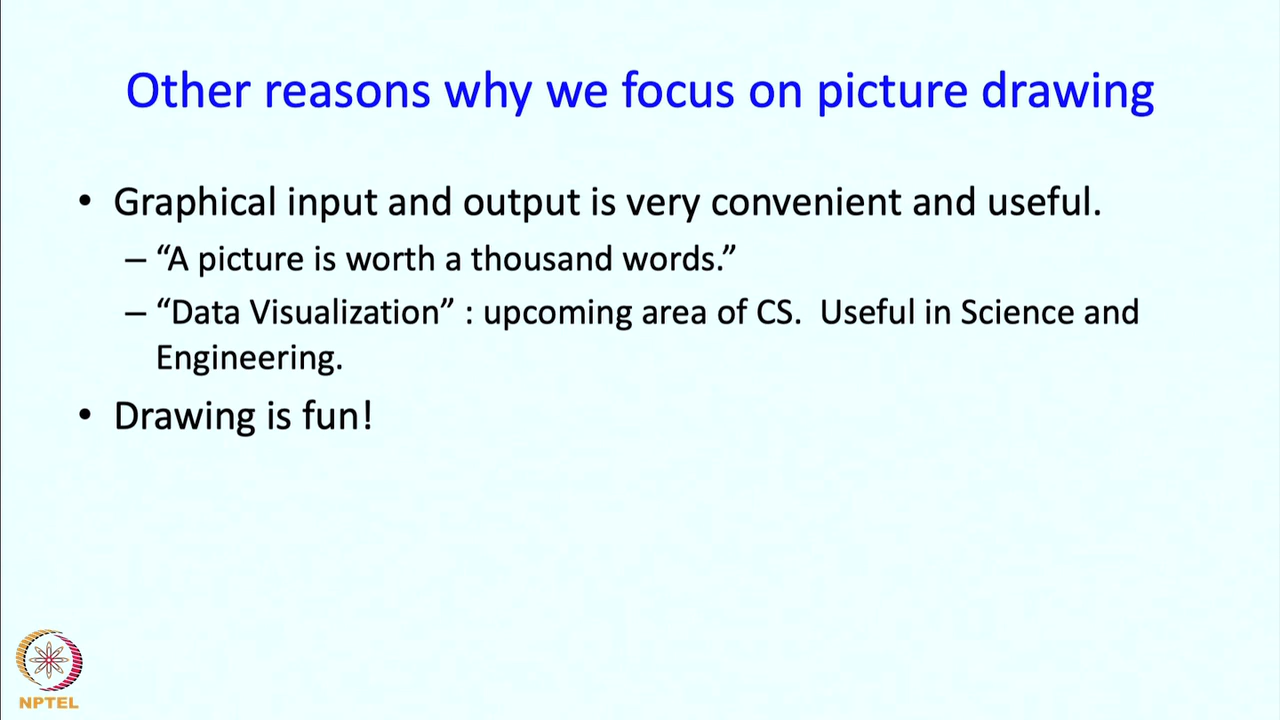 Other reasons why we focus on picture drawing
• Graphical input and output is very convenient and useful.
– “A picture is worth a thousand words.”
– “Data Visualization” : upcoming area of CS.  Useful in Science and
Engineering.
• Drawing is fun!
NPTEL